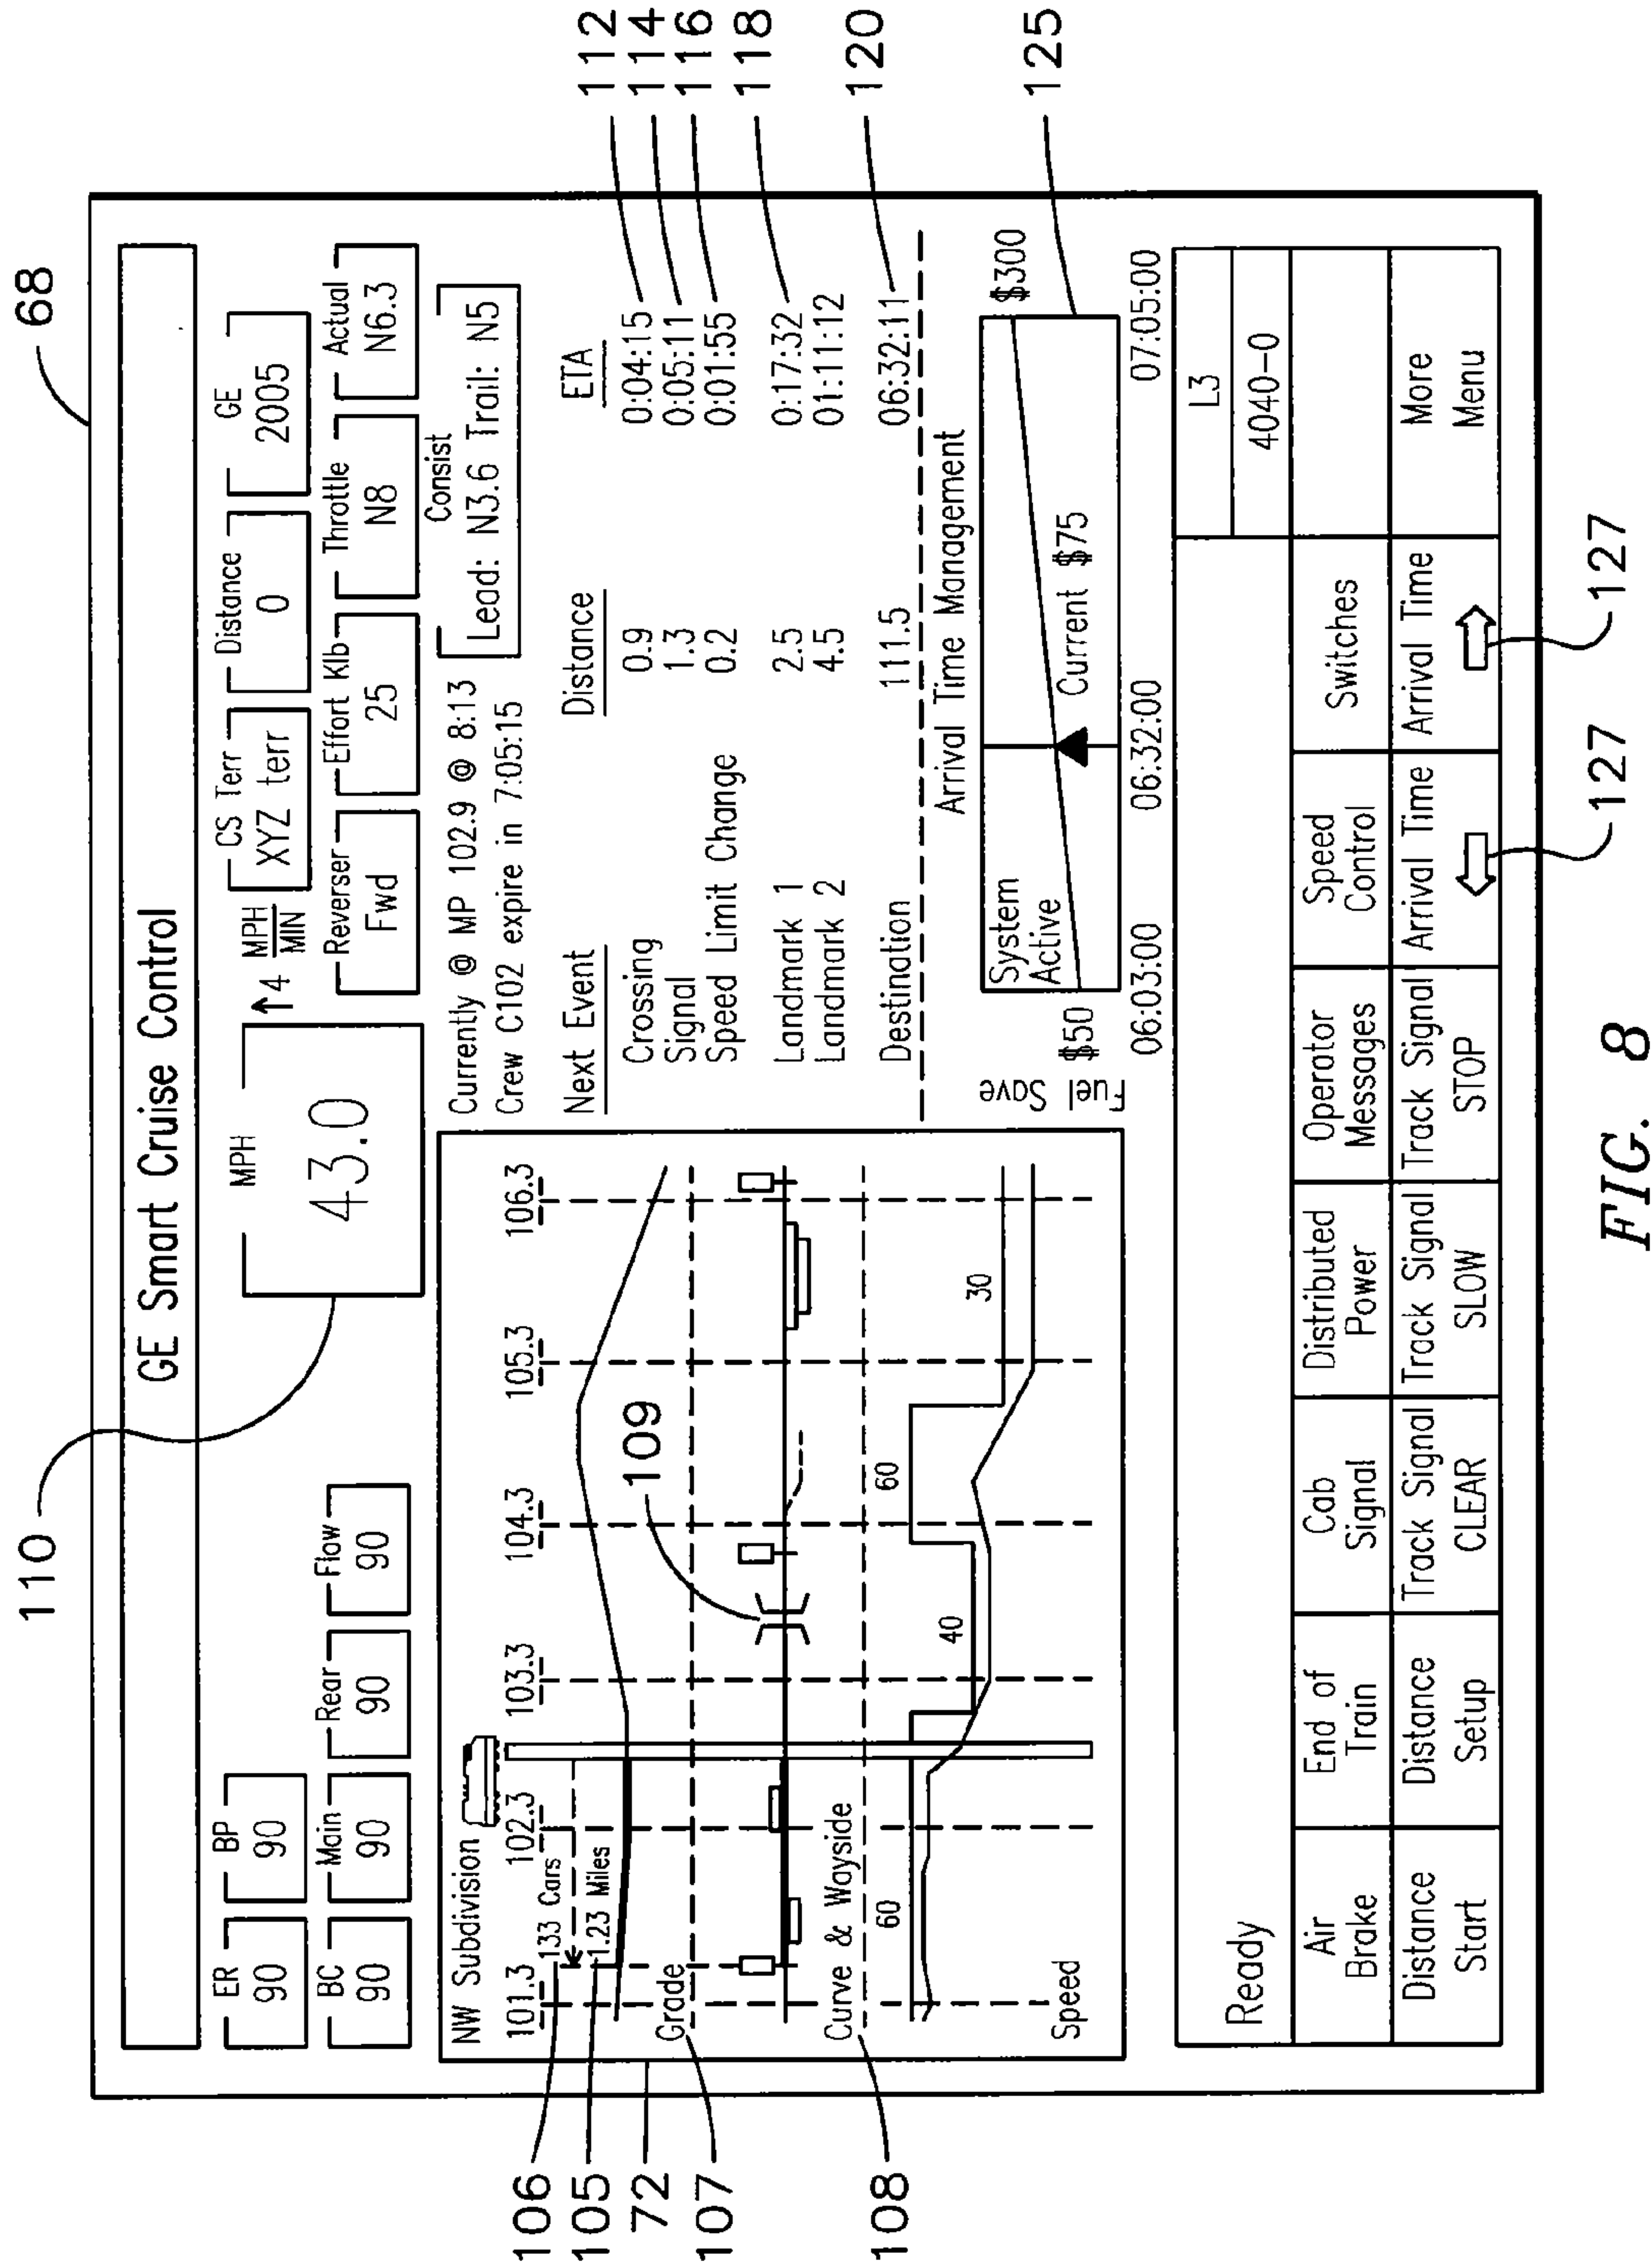 68
110
GE Smart Cruise Control
ER
90
BP
90
BC
90
Main
90
Rear
90
Flow
90
MPH
43.0
↑4 MPH
MIN
CS Terr
XYZ terr
Distance
0
GE
2005
Reverser
Fwd
Effort Klb
25
Throttle
N8
Actual
N6.3
Consist
Lead: N3.6 Trail: N5
NW Subdivision
101.3 102.3 103.3 104.3 105.3 106.3
133 Cars
1.23 Miles
Grade
109
Curve & Wayside
60 40 60 30
Speed
106
105
72
107
108
Currently @ MP 102.9 @ 8:13
Crew C102 expire in 7:05:15
Next Event Distance ETA
Crossing 0.9 0:04:15
Signal 1.3 0:05:11
Speed Limit Change 0.2 0:01:55
Landmark 1 2.5 0:17:32
Landmark 2 4.5 01:11:12
Destination 111.5 06:32:11
112
114
116
118
120
125
Arrival Time Management
Fuel
Save
$50
System
Active
Current $75
$300
06:03:00 06:32:00 07:05:00
Ready
L3
4040-0
Air
Brake
End of
Train
Cab
Signal
Distributed
Power
Operator
Messages
Speed
Control
Switches
Distance
Start
Distance
Setup
Track Signal
CLEAR
Track Signal
SLOW
Track Signal
STOP
Arrival Time
Arrival Time
More
Menu
127
127
FIG. 8